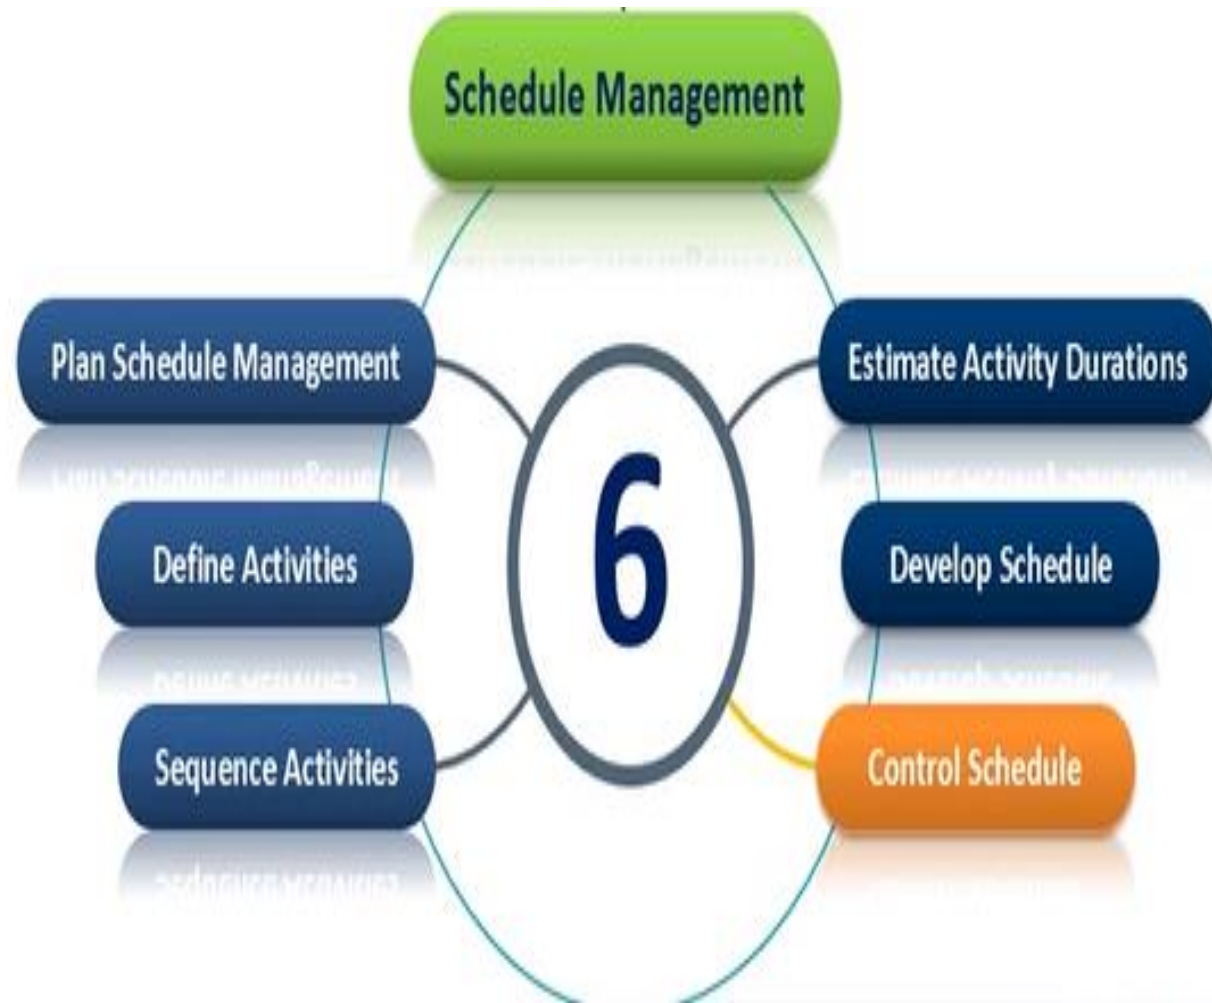 Schedule Management
Plan Schedule Management
Define Activities
Sequence Activities
6
Estimate Activity Durations
Develop Schedule
Control Schedule